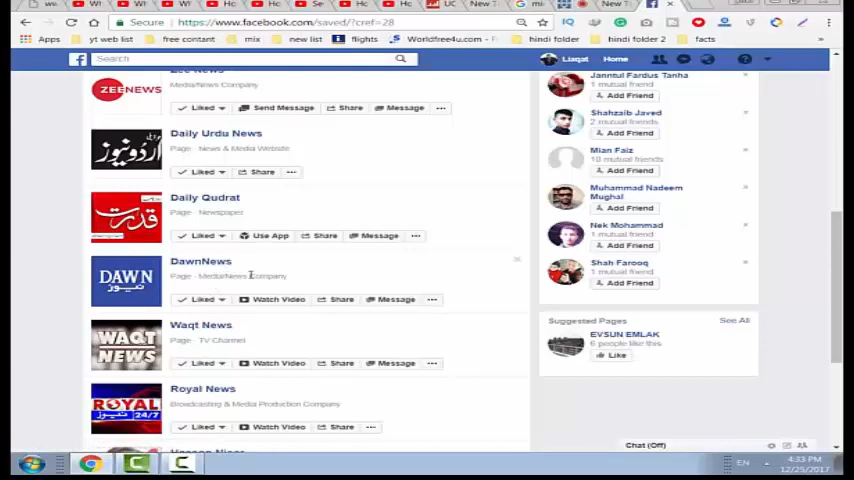 Secure https://www.facebook.com/saved/?cref=28
Apps yt web list free contant mix new list flights Worldfree4u.com - ... hindi folder hindi folder 2 facts
Search
Liaqat Home
Zee News
Media/News Company
ZEE NEWS
Liked Send Message Share Message
Daily Urdu News
Page · News & Media Website
اردو نیوز
Liked Share
Daily Qudrat
Page · Newspaper
قدرت
Liked Use App Share Message
DawnNews
Page · Media/News Company
DAWN
نیوز
Liked Watch Video Share Message
Waqt News
Page · TV Channel
WAQT
NEWS
Liked Watch Video Share Message
Royal News
Broadcasting & Media Production Company
ROYAL
نیوز 24/7
Liked Watch Video Share
Jannatul Fardus Tanha
1 mutual friend
Add Friend
Shahzaib Javed
2 mutual friends
Add Friend
Mian Faiz
10 mutual friends
Add Friend
Muhammad Nadeem
Mughal
Add Friend
Nek Mohammad
1 mutual friend
Add Friend
Shah Farooq
1 mutual friend
Add Friend
Suggested Pages See All
EVSUN EMLAK
6 people like this
Like
Chat (Off)
EN 4:33 PM
12/25/2017